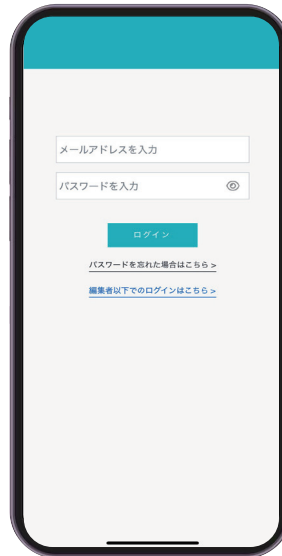 メールアドレスを入力
パスワードを入力
ログイン
パスワードを忘れた場合はこちら >
編集者以下でのログインはこちら >